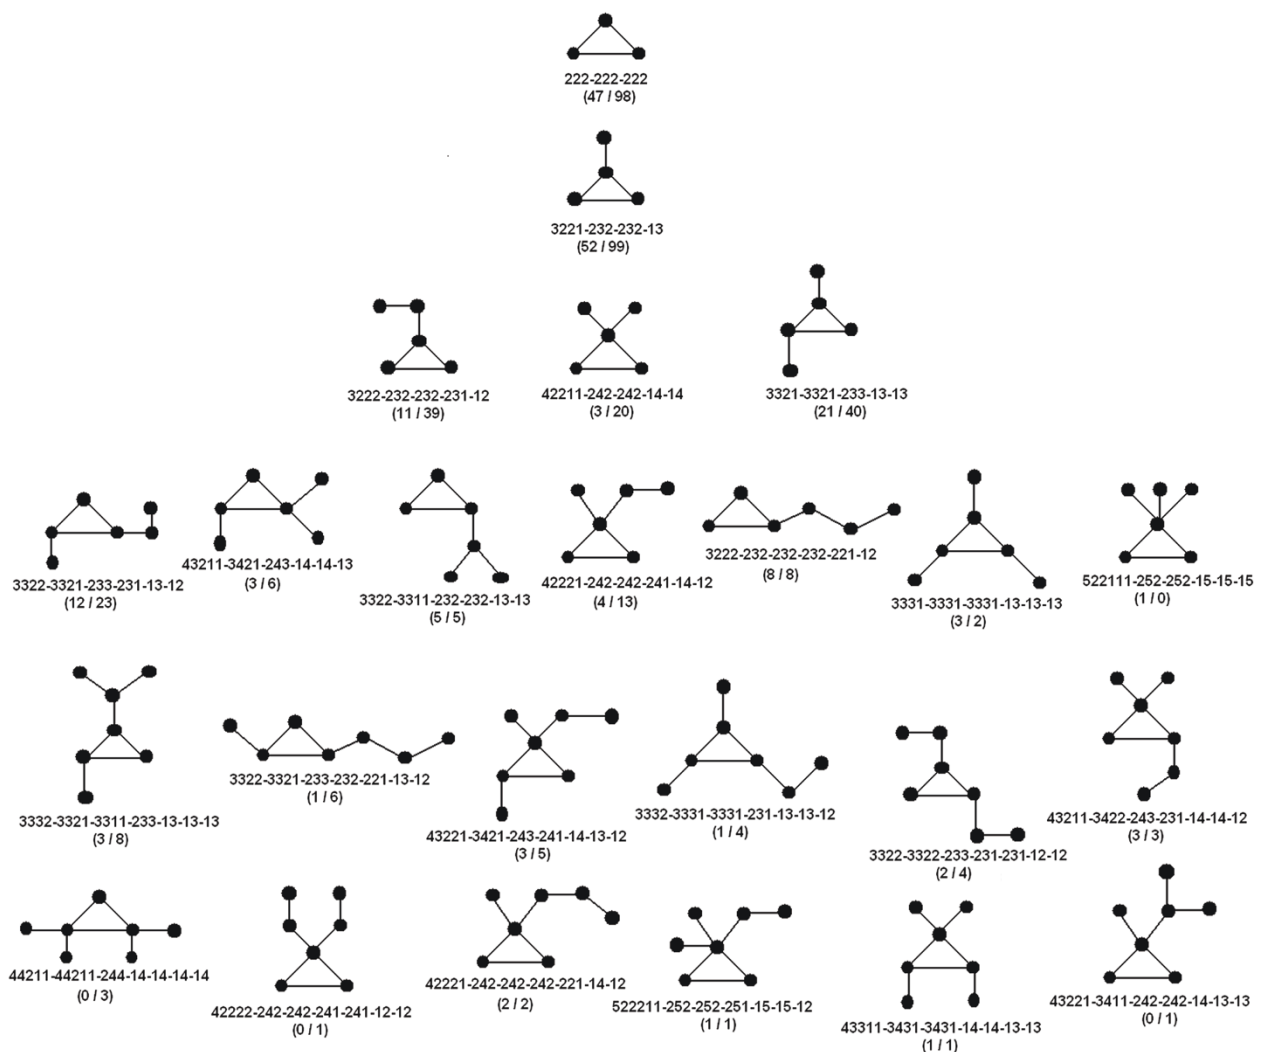 222-222-222
(47 / 98)
3221-232-232-13
(52 / 99)
3222-232-232-231-12
(11 / 39)
42211-242-242-14-14
(3 / 20)
3321-3321-233-13-13
(21 / 40)
3322-3321-233-231-13-12
(12 / 23)
43211-3421-243-14-14-13
(3 / 6)
3322-3311-232-232-13-13
(5 / 5)
42221-242-242-241-14-12
(4 / 13)
3222-232-232-232-221-12
(8 / 8)
3331-3331-3331-13-13-13
(3 / 2)
522111-252-252-15-15-15
(1 / 0)
3332-3321-3311-233-13-13-13
(3 / 8)
3322-3321-233-232-221-13-12
(1 / 6)
43221-3421-243-241-14-13-12
(3 / 5)
3332-3331-3331-231-13-13-12
(1 / 4)
3322-3322-233-231-231-12-12
(2 / 4)
43211-3422-243-231-14-14-12
(3 / 3)
44211-44211-244-14-14-14-14
(0 / 3)
42222-242-242-241-241-12-12
(0 / 1)
42221-242-242-242-221-14-12
(2 / 2)
522211-252-252-251-15-15-12
(1 / 1)
43311-3431-3431-14-14-13-13
(1 / 1)
43221-3411-242-242-14-13-13
(0 / 1)